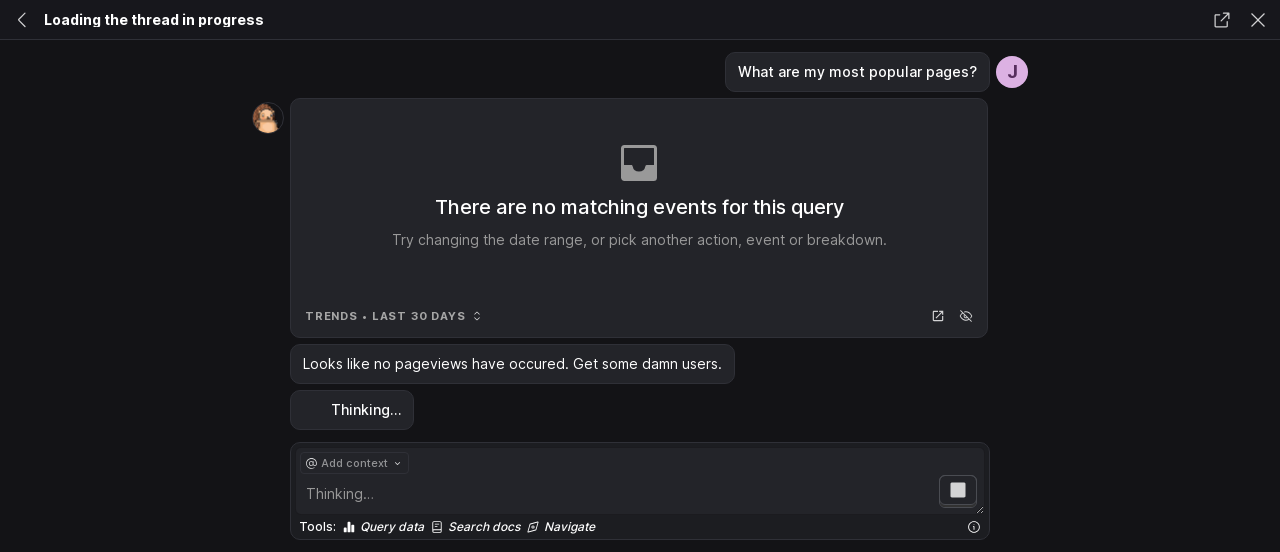 Loading the thread in progress
What are my most popular pages?
J
There are no matching events for this query
Try changing the date range, or pick another action, event or breakdown.
TRENDS • LAST 30 DAYS
Looks like no pageviews have occured. Get some damn users.
Thinking...
@ Add context
Thinking...
Tools: Query data Search docs Navigate